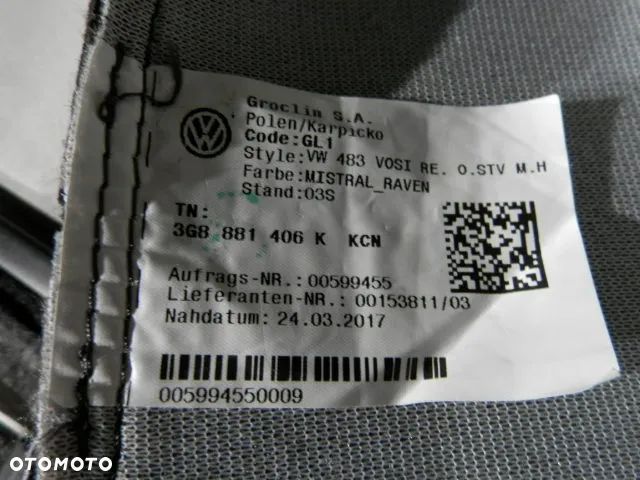 Groclin S.A.
Polen/Karpicko
Code:GL1
Style:VW 483 VOSI RE. O.STV M.H
Farbe:MISTRAL_RAVEN
Stand:03S
TN:
3G8 881 406 K KCN
Aufrags-NR.: 00599455
Lieferanten-NR.: 00153811/03
Nahdatum: 24.03.2017
005994550009
OTOMOTO